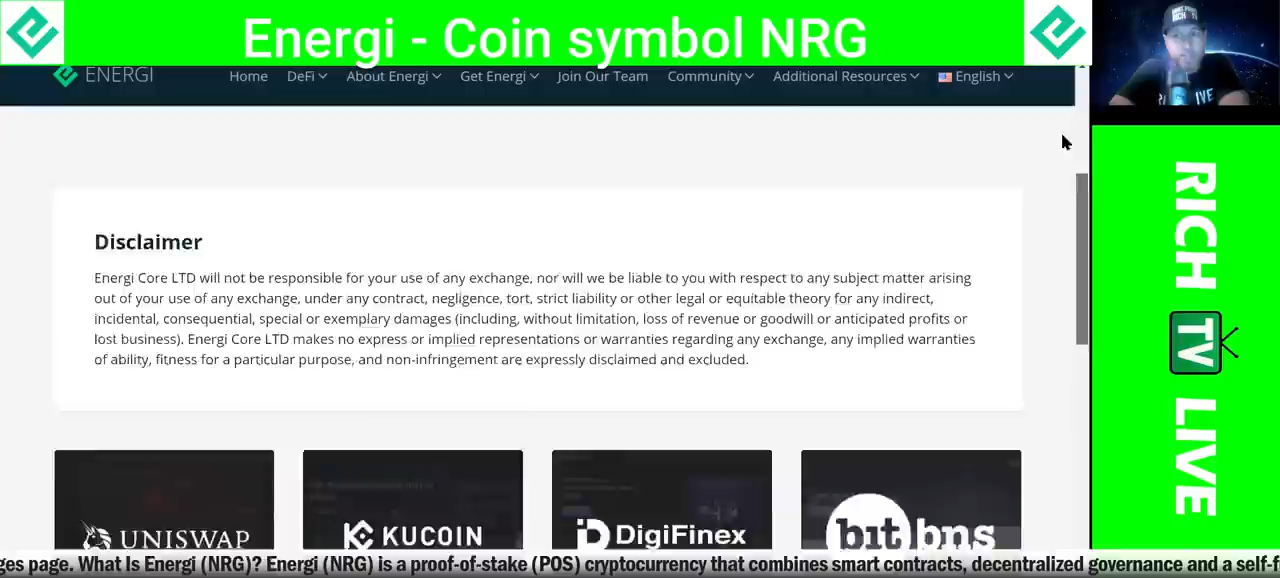 Energi - Coin symbol NRG
ENERGI Home DeFi About Energi Get Energi Join Our Team Community Additional Resources English
Disclaimer
Energi Core LTD will not be responsible for your use of any exchange, nor will we be liable to you with respect to any subject matter arising
out of your use of any exchange, under any contract, negligence, tort, strict liability or other legal or equitable theory for any indirect,
incidental, consequential, special or exemplary damages (including, without limitation, loss of revenue or goodwill or anticipated profits or
lost business). Energi Core LTD makes no express or implied representations or warranties regarding any exchange, any implied warranties
of ability, fitness for a particular purpose, and non-infringement are expressly disclaimed and excluded.
UNISWAP
KUCOIN
DigiFinex
bitbns
RICH TV LIVE
ges page. What Is Energi (NRG)? Energi (NRG) is a proof-of-stake (POS) cryptocurrency that combines smart contracts, decentralized governance and a self-f